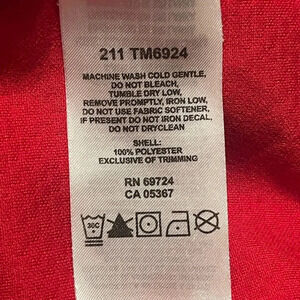 211 TM6924
MACHINE WASH COLD GENTLE,
DO NOT BLEACH,
TUMBLE DRY LOW,
REMOVE PROMPTLY, IRON LOW,
DO NOT USE FABRIC SOFTENER,
IF PRESENT DO NOT IRON DECAL,
DO NOT DRYCLEAN
SHELL:
100% POLYESTER
EXCLUSIVE OF TRIMMING
RN 69724
CA 05367
30C